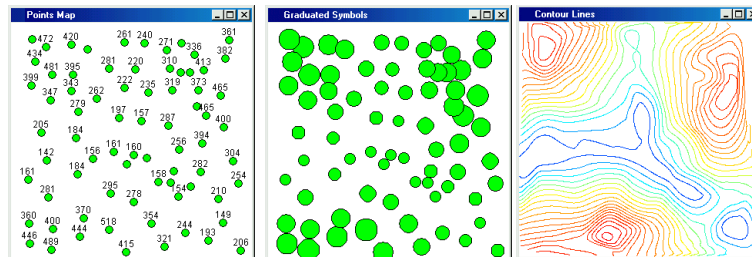 Points Map
Graduated Symbols
Contour Lines
472 420 261 240 361
434 271 336 382
399 481 395 281 220 310 413
347 343 262 222 235 319 373 465
279 197 157 287 465 400
205 184 394
142 156 161 160 256 304
161 184 158 282 254
281 295 278 154 210
360 370 149
446 400 444 518 354 244 193
489 415 321 206